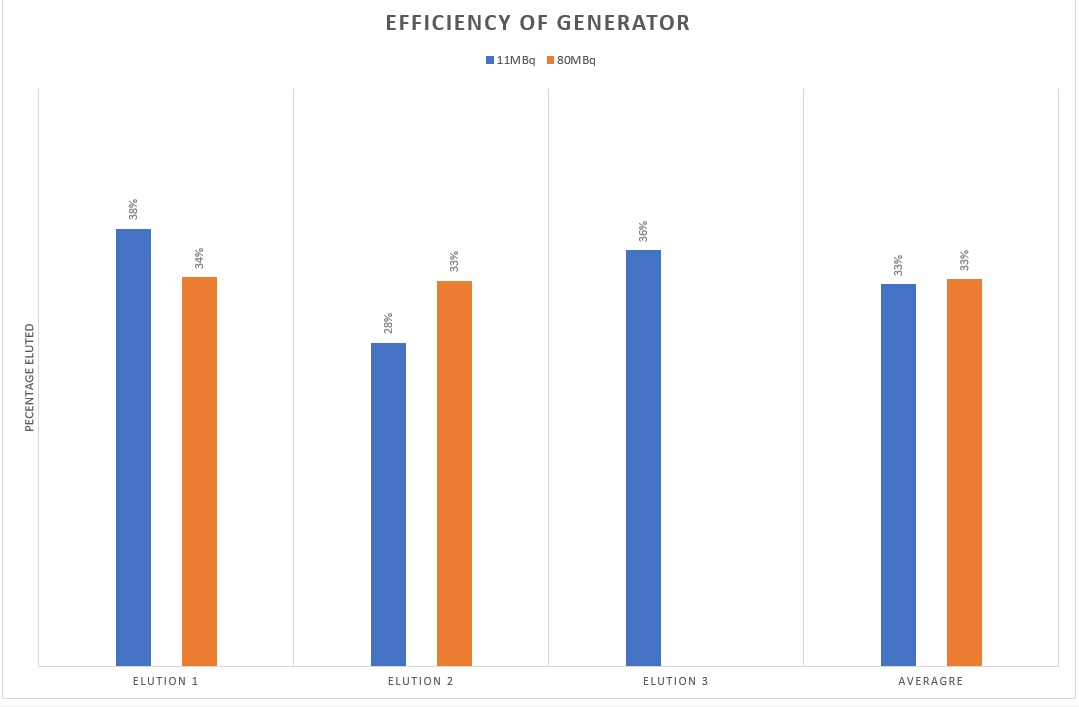 EFFICIENCY OF GENERATOR
11MBq 80MBq
PECENTAGE ELUTED
38%
34%
28%
33%
36%
33%
33%
ELUTION 1
ELUTION 2
ELUTION 3
AVERAGRE